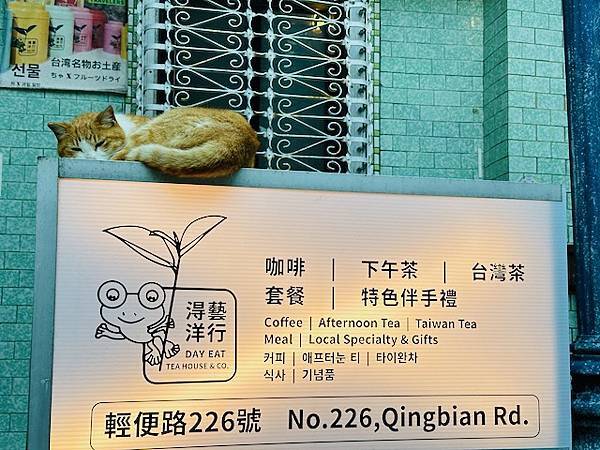 선물
台湾名物お土産
ちゃ X フルーツドライ
咖啡 | 下午茶 | 台灣茶
套餐 | 特色伴手禮
Coffee | Afternoon Tea | Taiwan Tea
Meal | Local Specialty & Gifts
커피 | 애프터눈 티 | 타이완차
식사 | 기념품
淂藝
洋行
DAY EAT
TEA HOUSE & CO.
輕便路226號 No.226,Qingbian Rd.